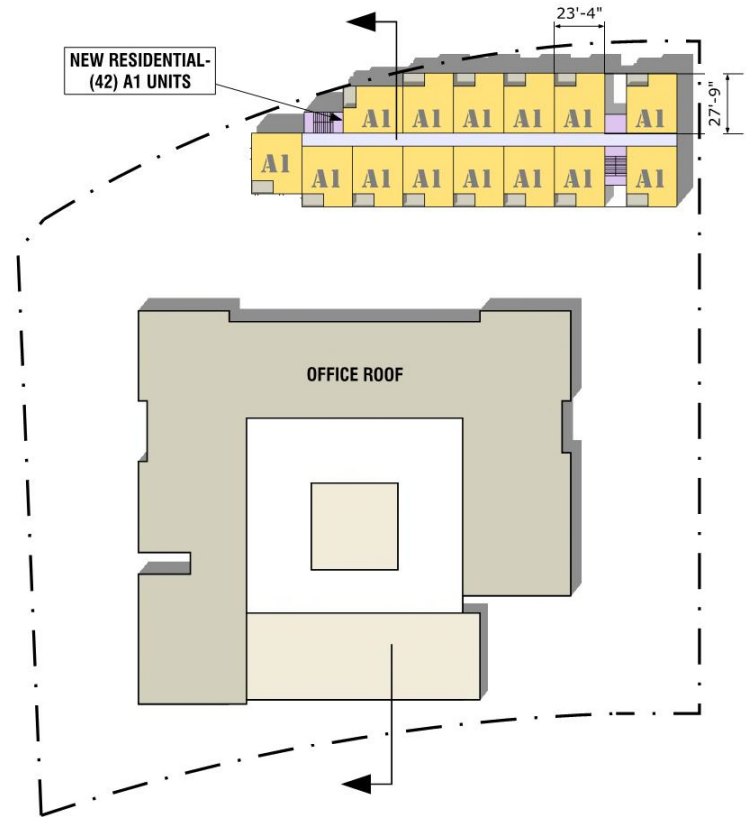 23'-4"
NEW RESIDENTIAL-
(42) A1 UNITS
27'-9"
A1 A1 A1 A1 A1 A1
A1 A1 A1 A1 A1 A1 A1 A1
OFFICE ROOF